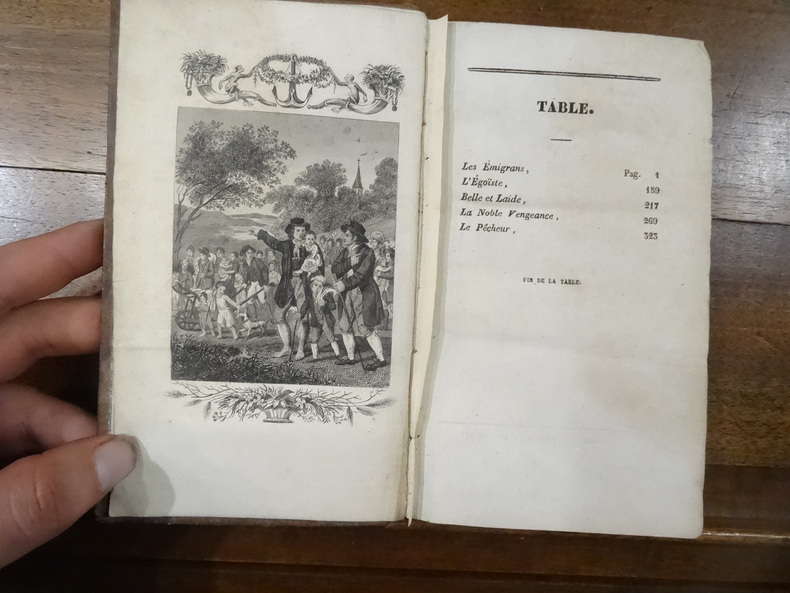 TABLE.
Les Émigrans, Pag. 1
L'Égoïste, 159
Belle et Laide, 217
La Noble Vengeance, 269
Le Pêcheur, 323
FIN DE LA TABLE.